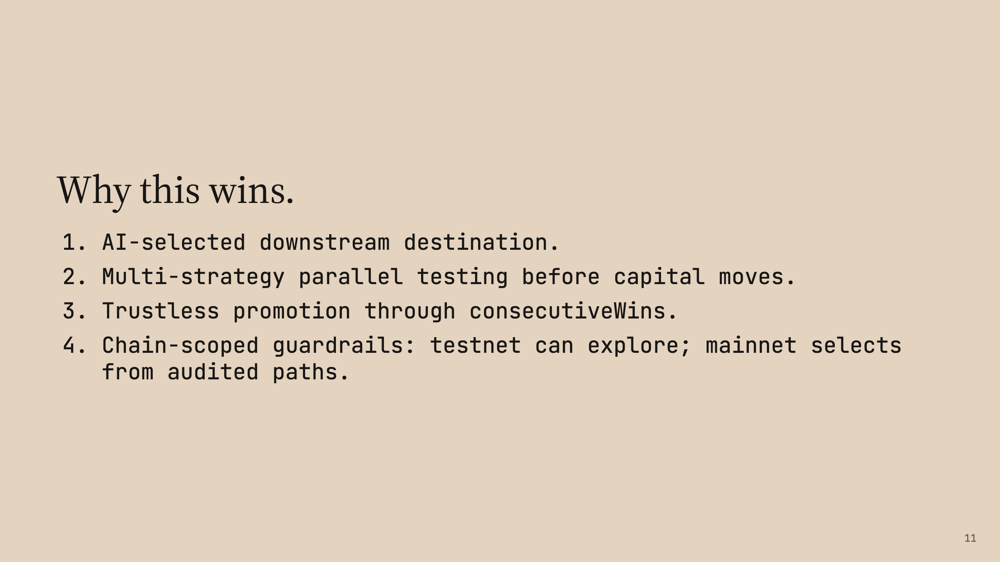 Why this wins.
1. AI-selected downstream destination.
2. Multi-strategy parallel testing before capital moves.
3. Trustless promotion through consecutiveWins.
4. Chain-scoped guardrails: testnet can explore; mainnet selects
from audited paths.
11